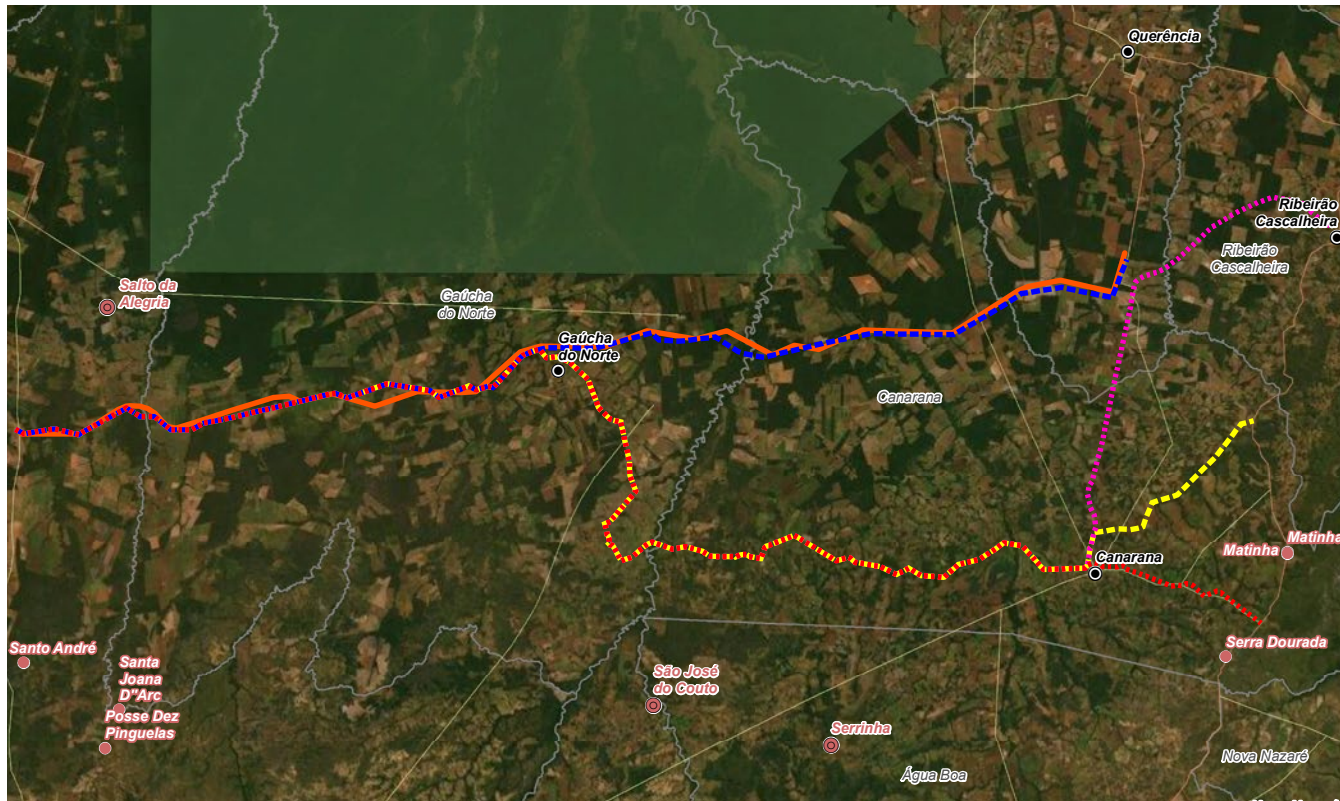 Querência
Ribeirão
Cascalheira
Ribeirão
Cascalheira
Salto da
Alegria
Gaúcha
do Norte
Gaúcha
do Norte
Canarana
Matinha
Matinha
Canarana
Santo André
Santa
Joana
D"Arc
Serra Dourada
São José
do Couto
Posse Dez
Pinguelas
Serrinha
Nova Nazaré
Água Boa